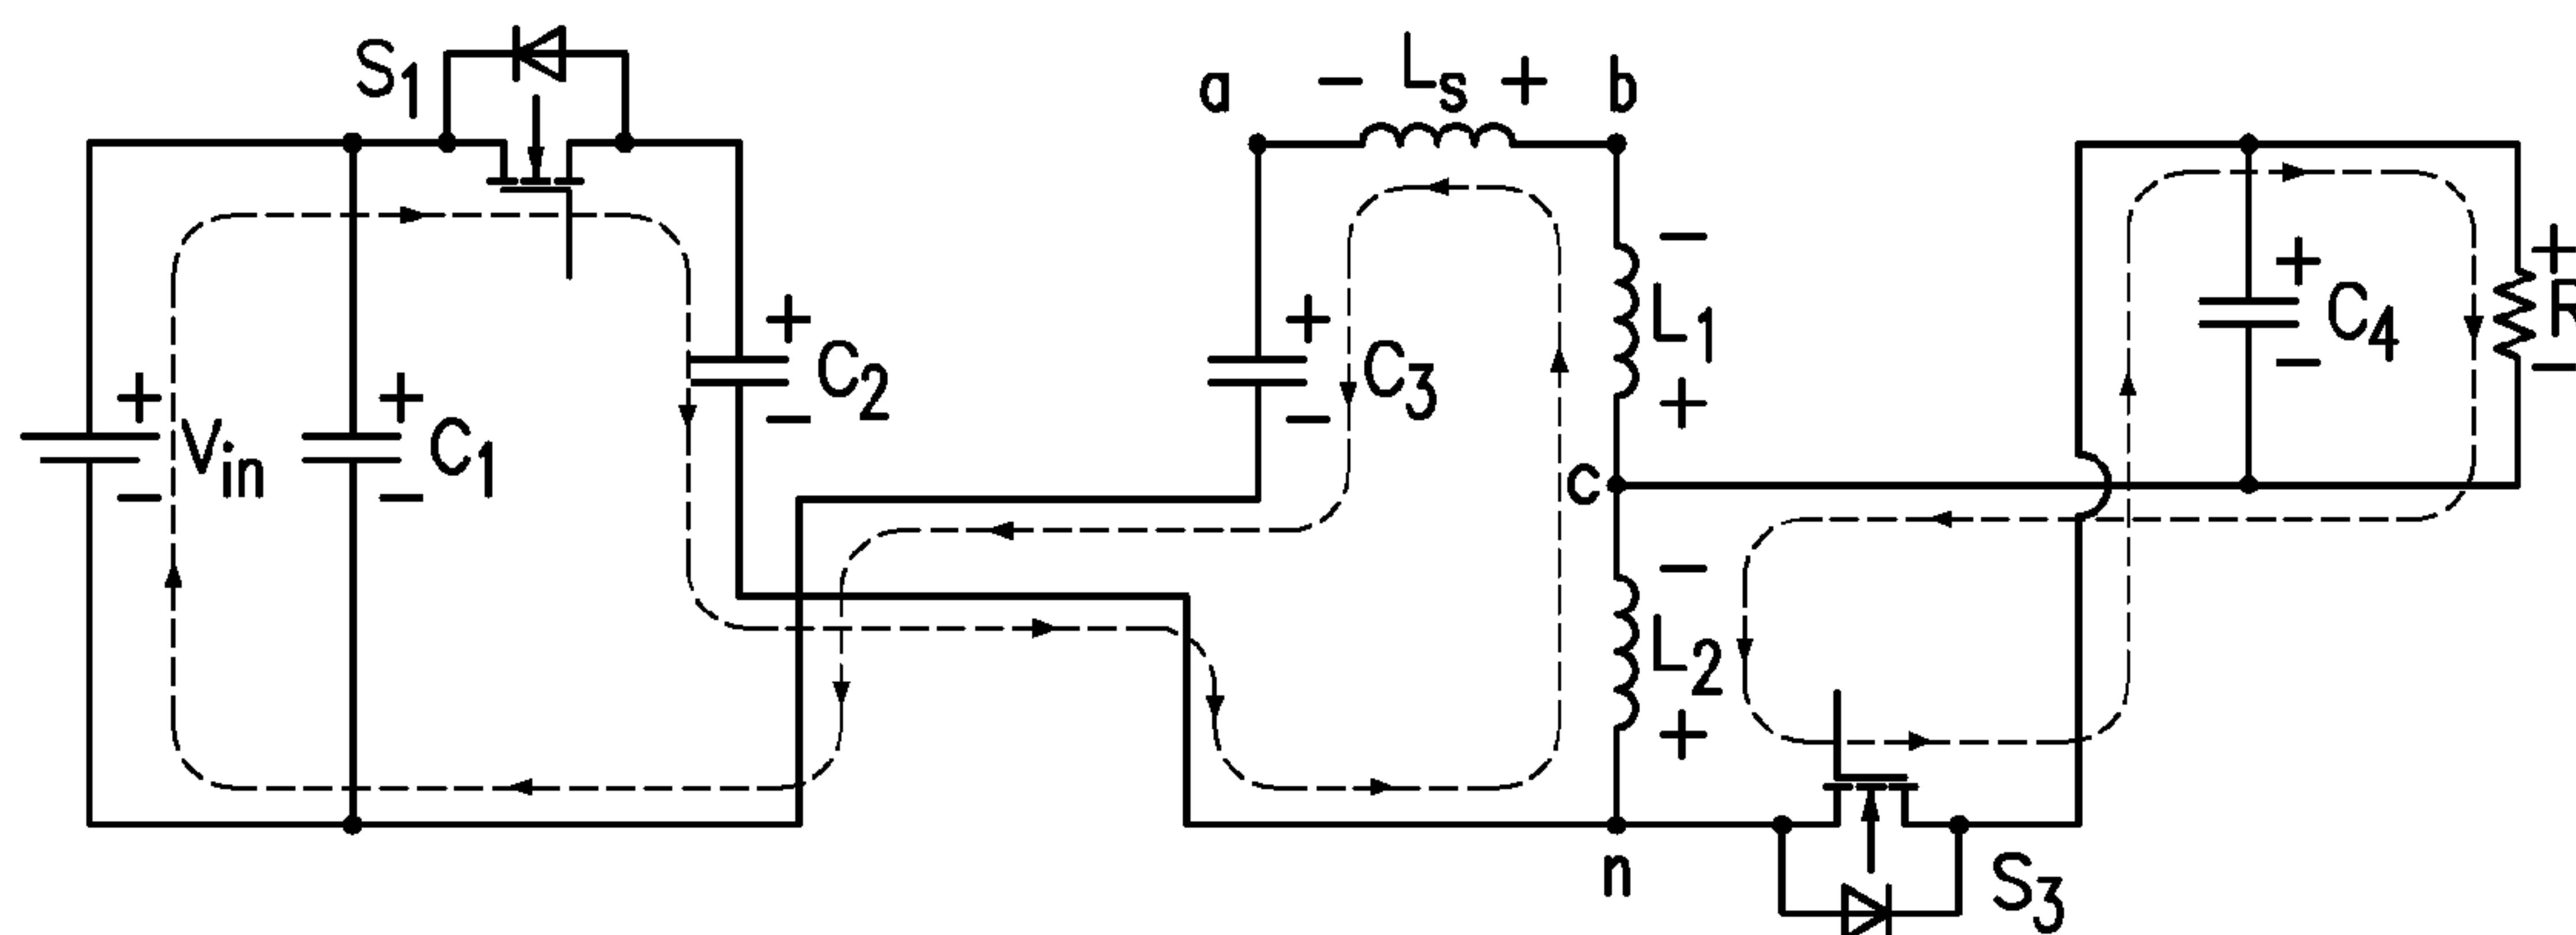 S1
a
− Ls +
b
−
L1
+
+
C2
−
+
C3
−
+
C4
−
+
R
−
+
Vin
−
+
C1
−
c
−
L2
+
n
S3